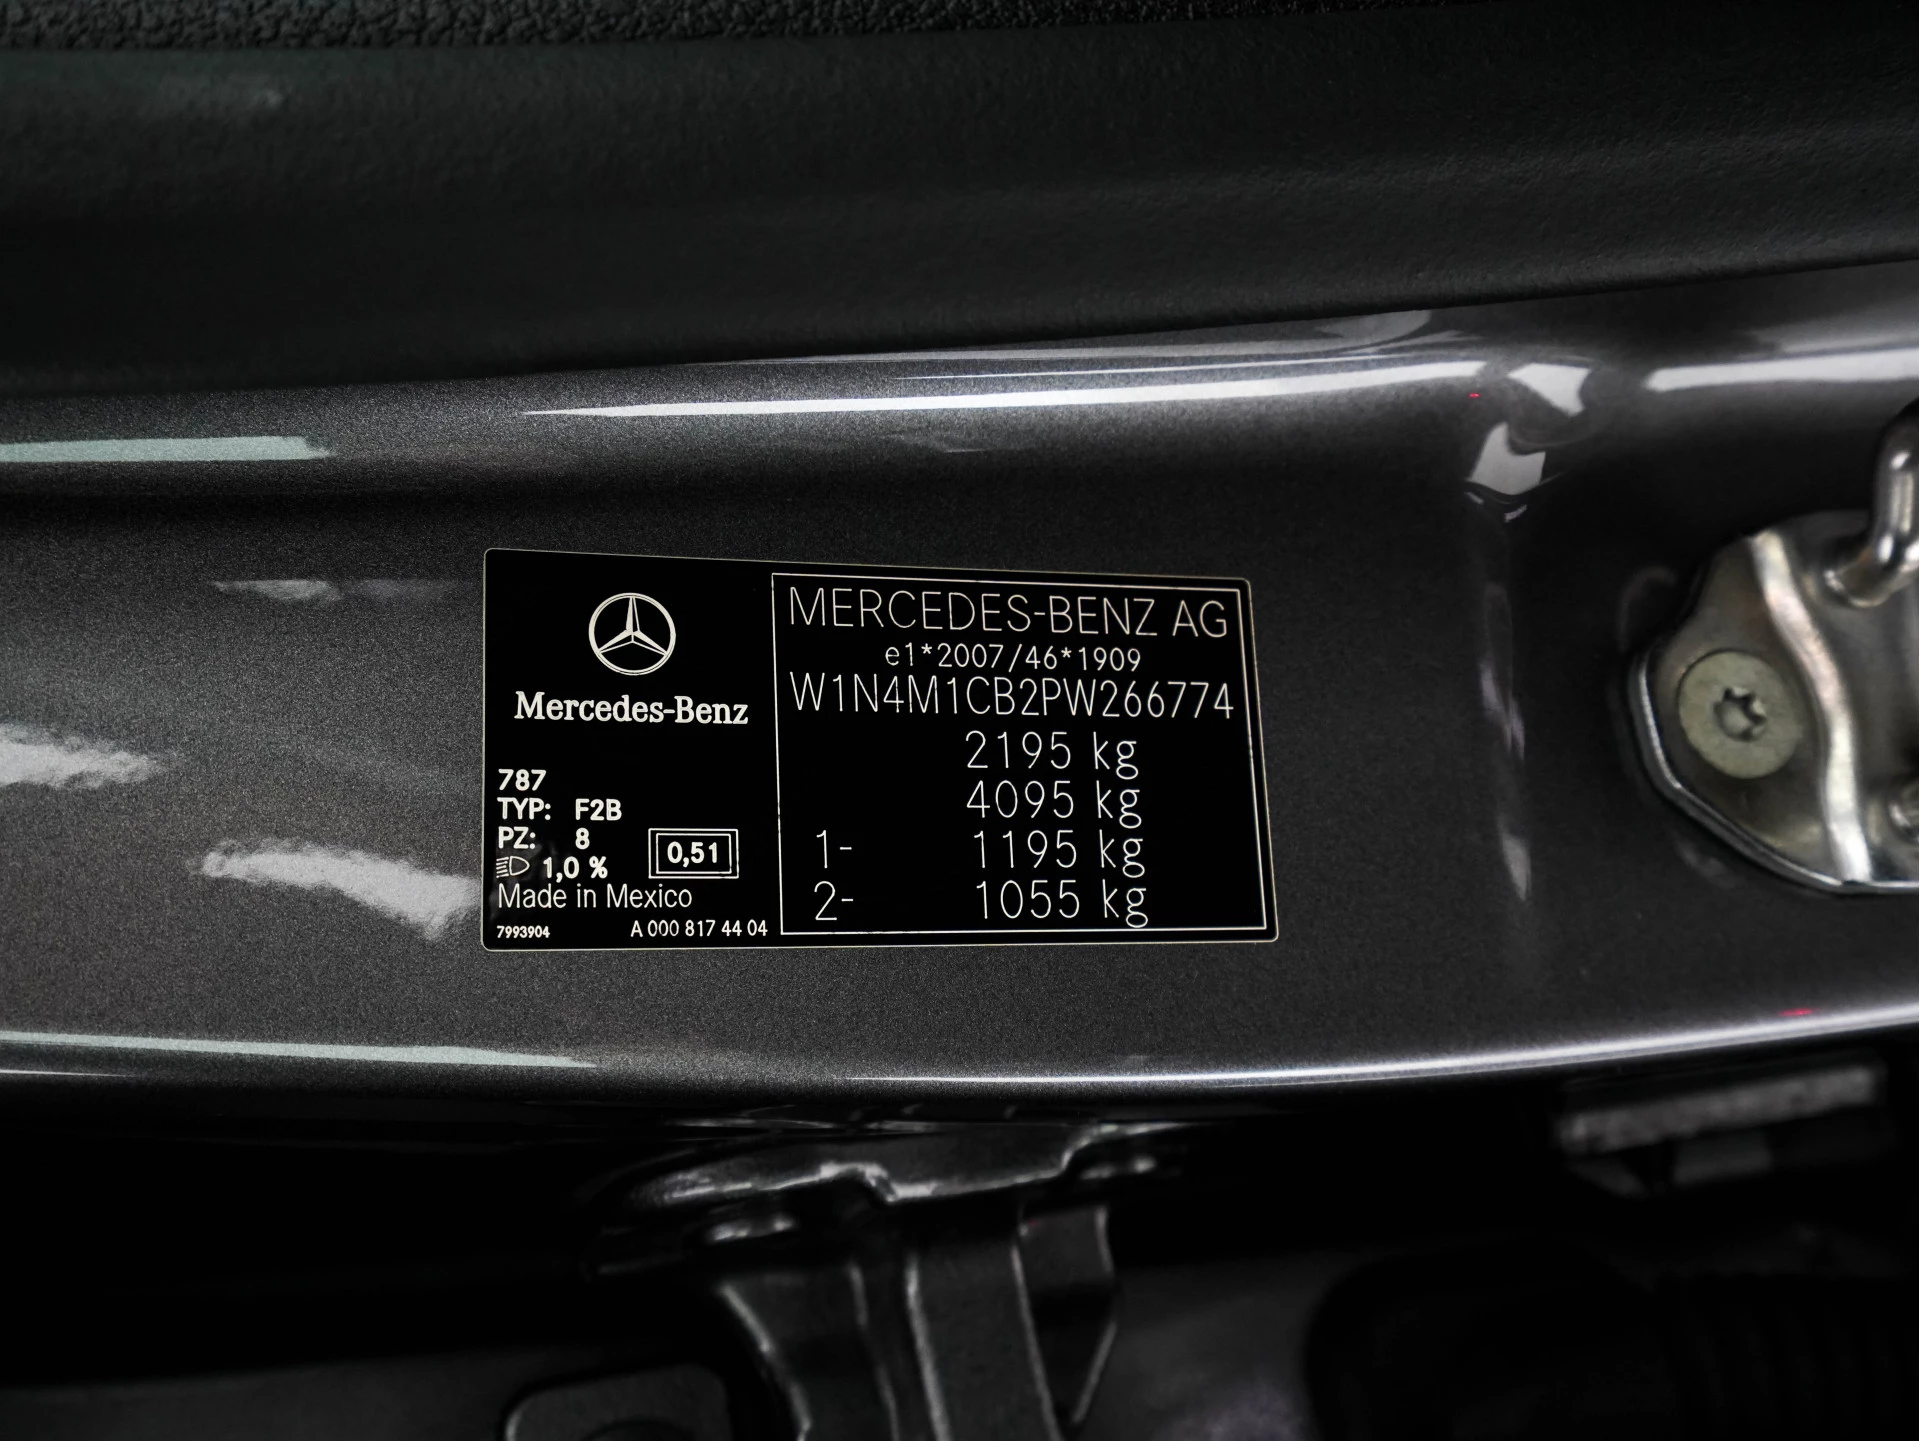 Mercedes-Benz
787
TYP: F2B
PZ: 8
1,0 %
0,51
Made in Mexico
7993904 A 000 817 44 04
MERCEDES-BENZ AG
e1*2007/46*1909
W1N4M1CB2PW266774
2195 kg
4095 kg
1- 1195 kg
2- 1055 kg